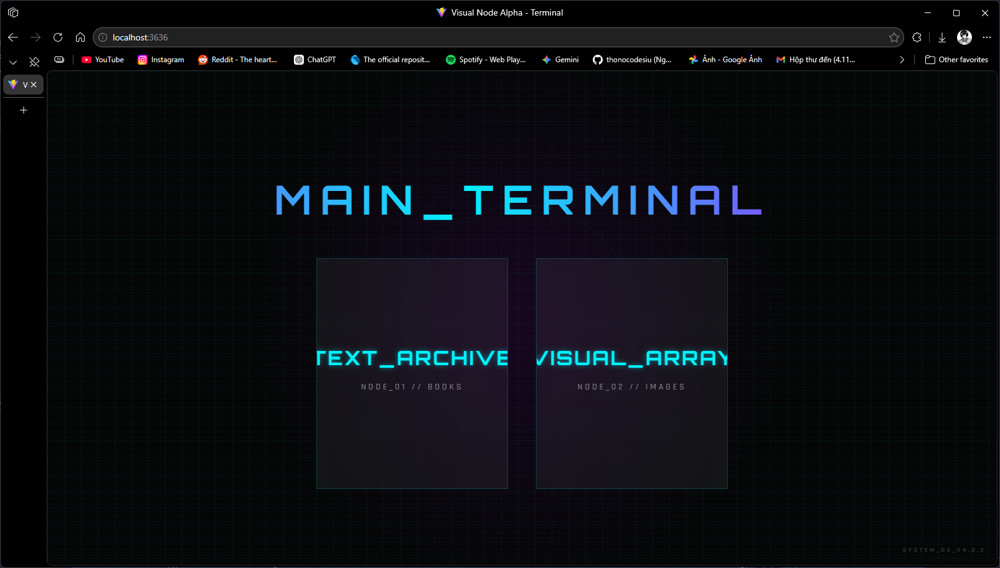 Visual Node Alpha - Terminal
localhost:3636
YouTube
Instagram
Reddit - The heart...
ChatGPT
The official reposit...
Spotify - Web Play...
Gemini
thonocodesiu (Ng...
Ảnh - Google Ảnh
Hộp thư đến (4.11...
Other favorites
V
MAIN_TERMINAL
TEXT_ARCHIVE
NODE_01 // BOOKS
VISUAL_ARRAY
NODE_02 // IMAGES
SYSTEM_OS_V4.0.2